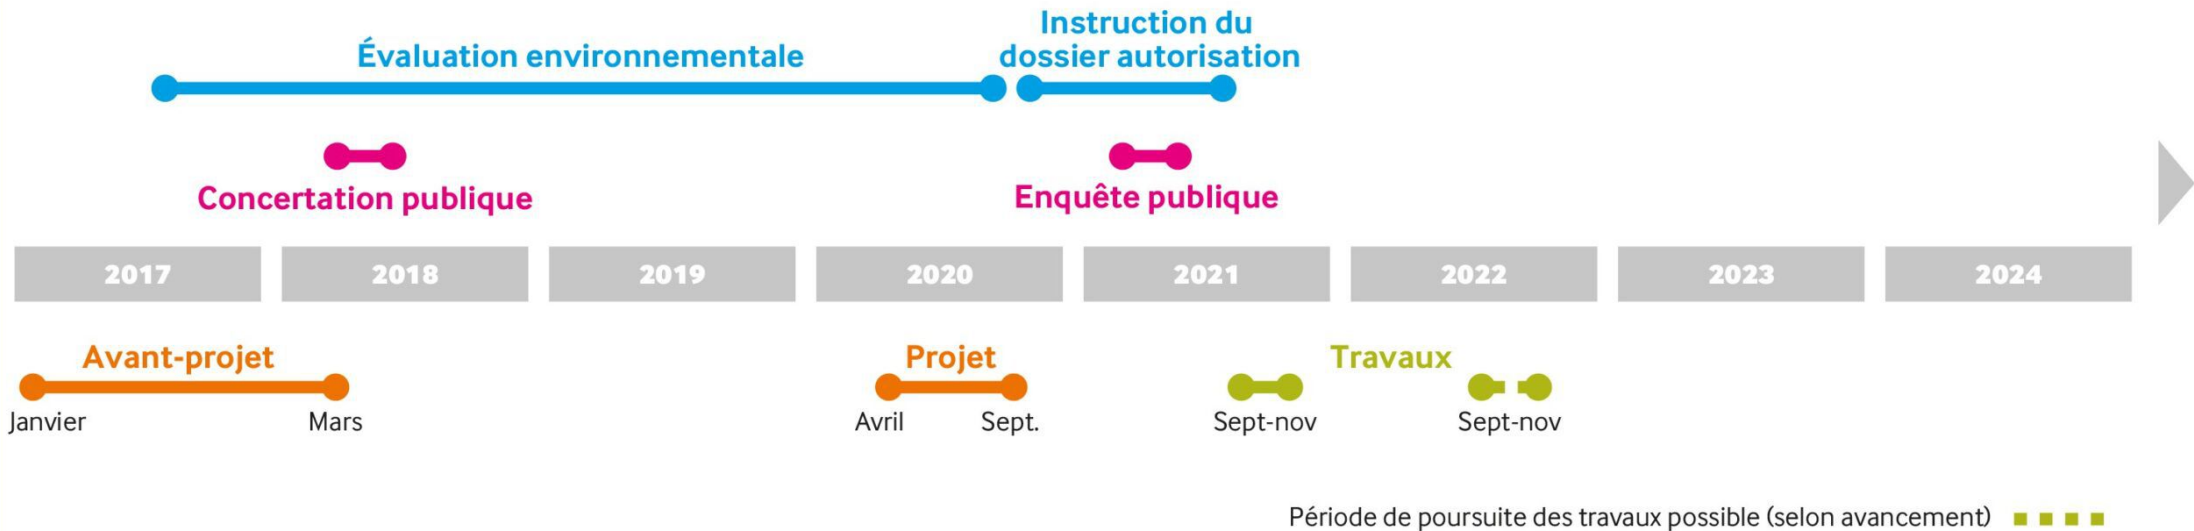 Évaluation environnementale
Instruction du
dossier autorisation
Concertation publique
Enquête publique
2017
2018
2019
2020
2021
2022
2023
2024
Avant-projet
Projet
Travaux
Janvier
Mars
Avril
Sept.
Sept-nov
Sept-nov
Période de poursuite des travaux possible (selon avancement)